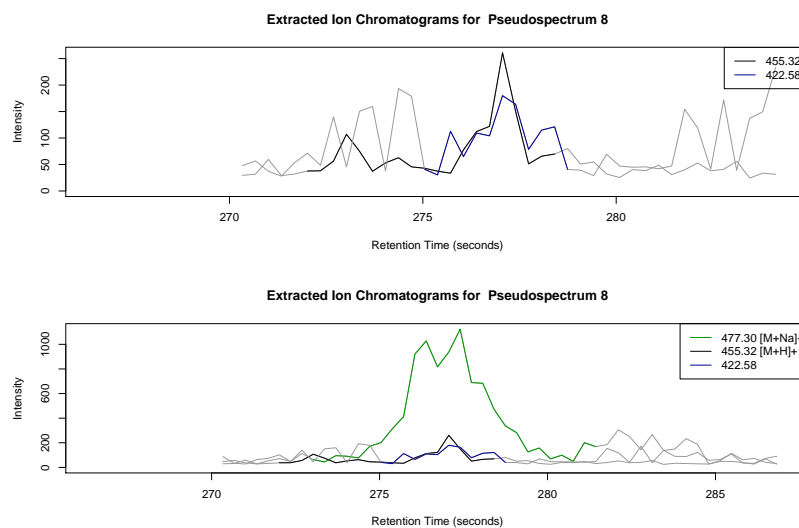 Extracted Ion Chromatograms for Pseudospectrum 8
455.32
422.58
200
100
50
0
Intensity
270
275
280
Retention Time (seconds)
Extracted Ion Chromatograms for Pseudospectrum 8
477.30 [M+Na]+
455.32 [M+H]+
422.58
1000
600
200
0
Intensity
270
275
280
285
Retention Time (seconds)